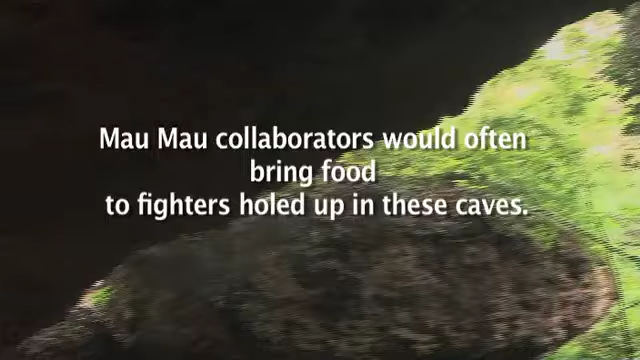 Mau Mau collaborators would often
bring food
to fighters holed up in these caves.